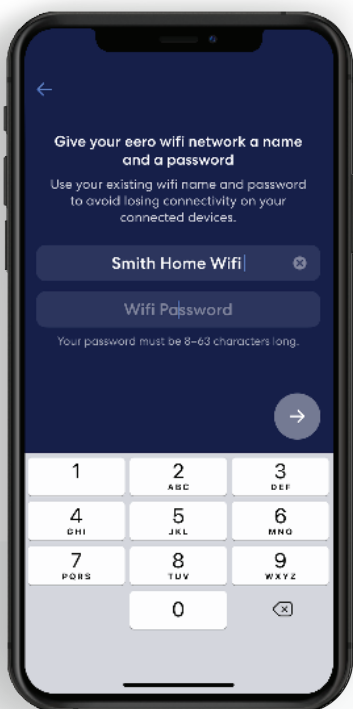 Give your eero wifi network a name
and a password
Use your existing wifi name and password
to avoid losing connectivity on your
connected devices.
Smith Home Wifi
Wifi Password
Your password must be 8–63 characters long.
1 2 3
ABC DEF
4 5 6
GHI JKL MNO
7 8 9
PQRS TUV WXYZ
0